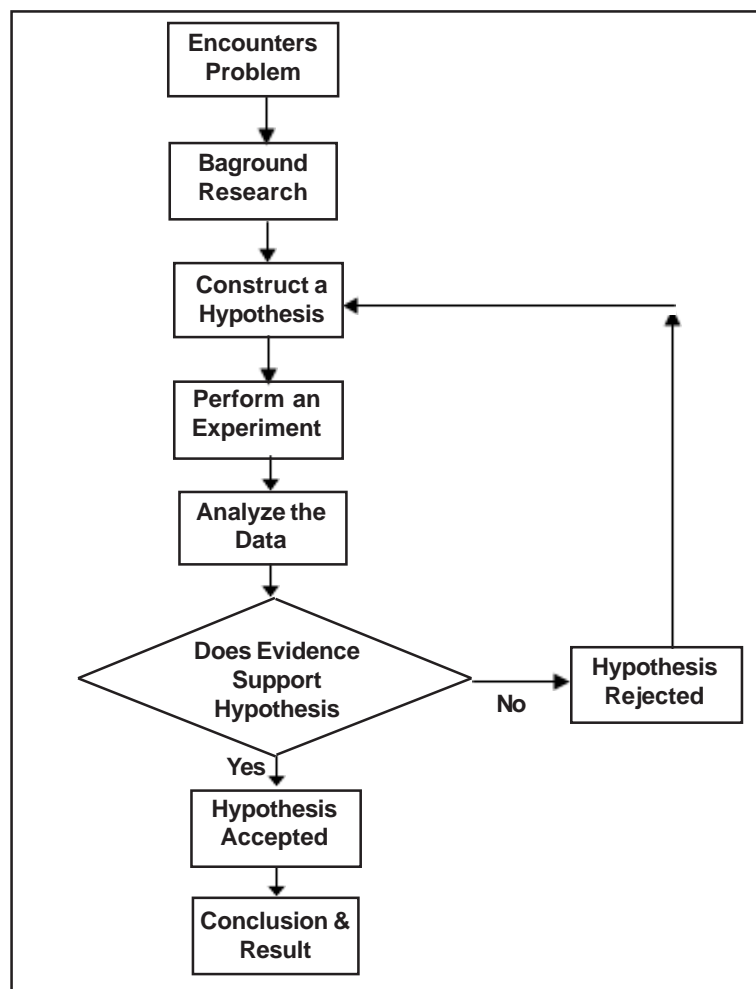 Encounters
Problem
Baground
Research
Construct a
Hypothesis
Perform an
Experiment
Analyze the
Data
Does Evidence
Support
Hypothesis
No
Hypothesis
Rejected
Yes
Hypothesis
Accepted
Conclusion &
Result